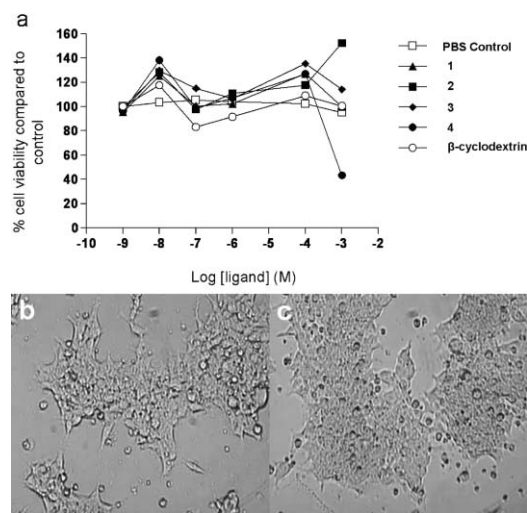 a
% cell viability compared to
control
160
140
120
100
80
60
40
20
0
-10 -9 -8 -7 -6 -5 -4 -3 -2
Log [ligand] (M)
PBS Control
1
2
3
4
β-cyclodextrin
b
c